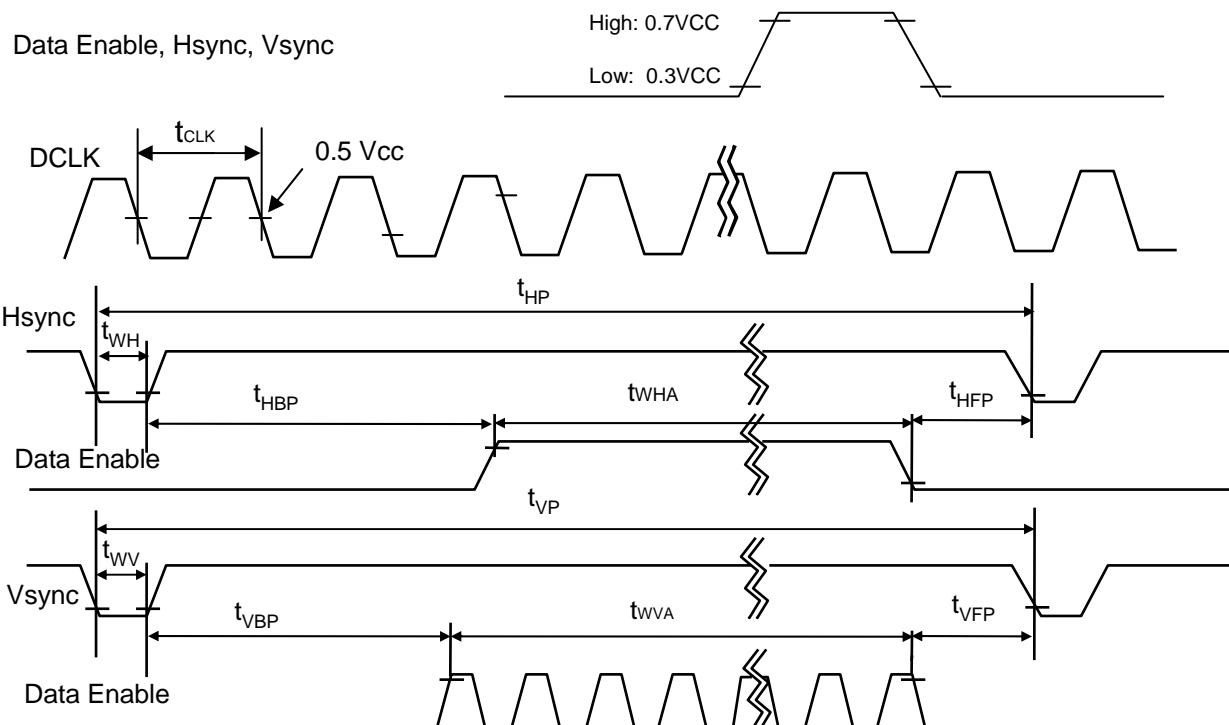 High: 0.7VCC
Data Enable, Hsync, Vsync
Low: 0.3VCC
tCLK
DCLK
0.5 Vcc
tHP
Hsync
tWH
tHBP
tWHA
tHFP
Data Enable
tVP
tWV
Vsync
tVBP
tWVA
tVFP
Data Enable